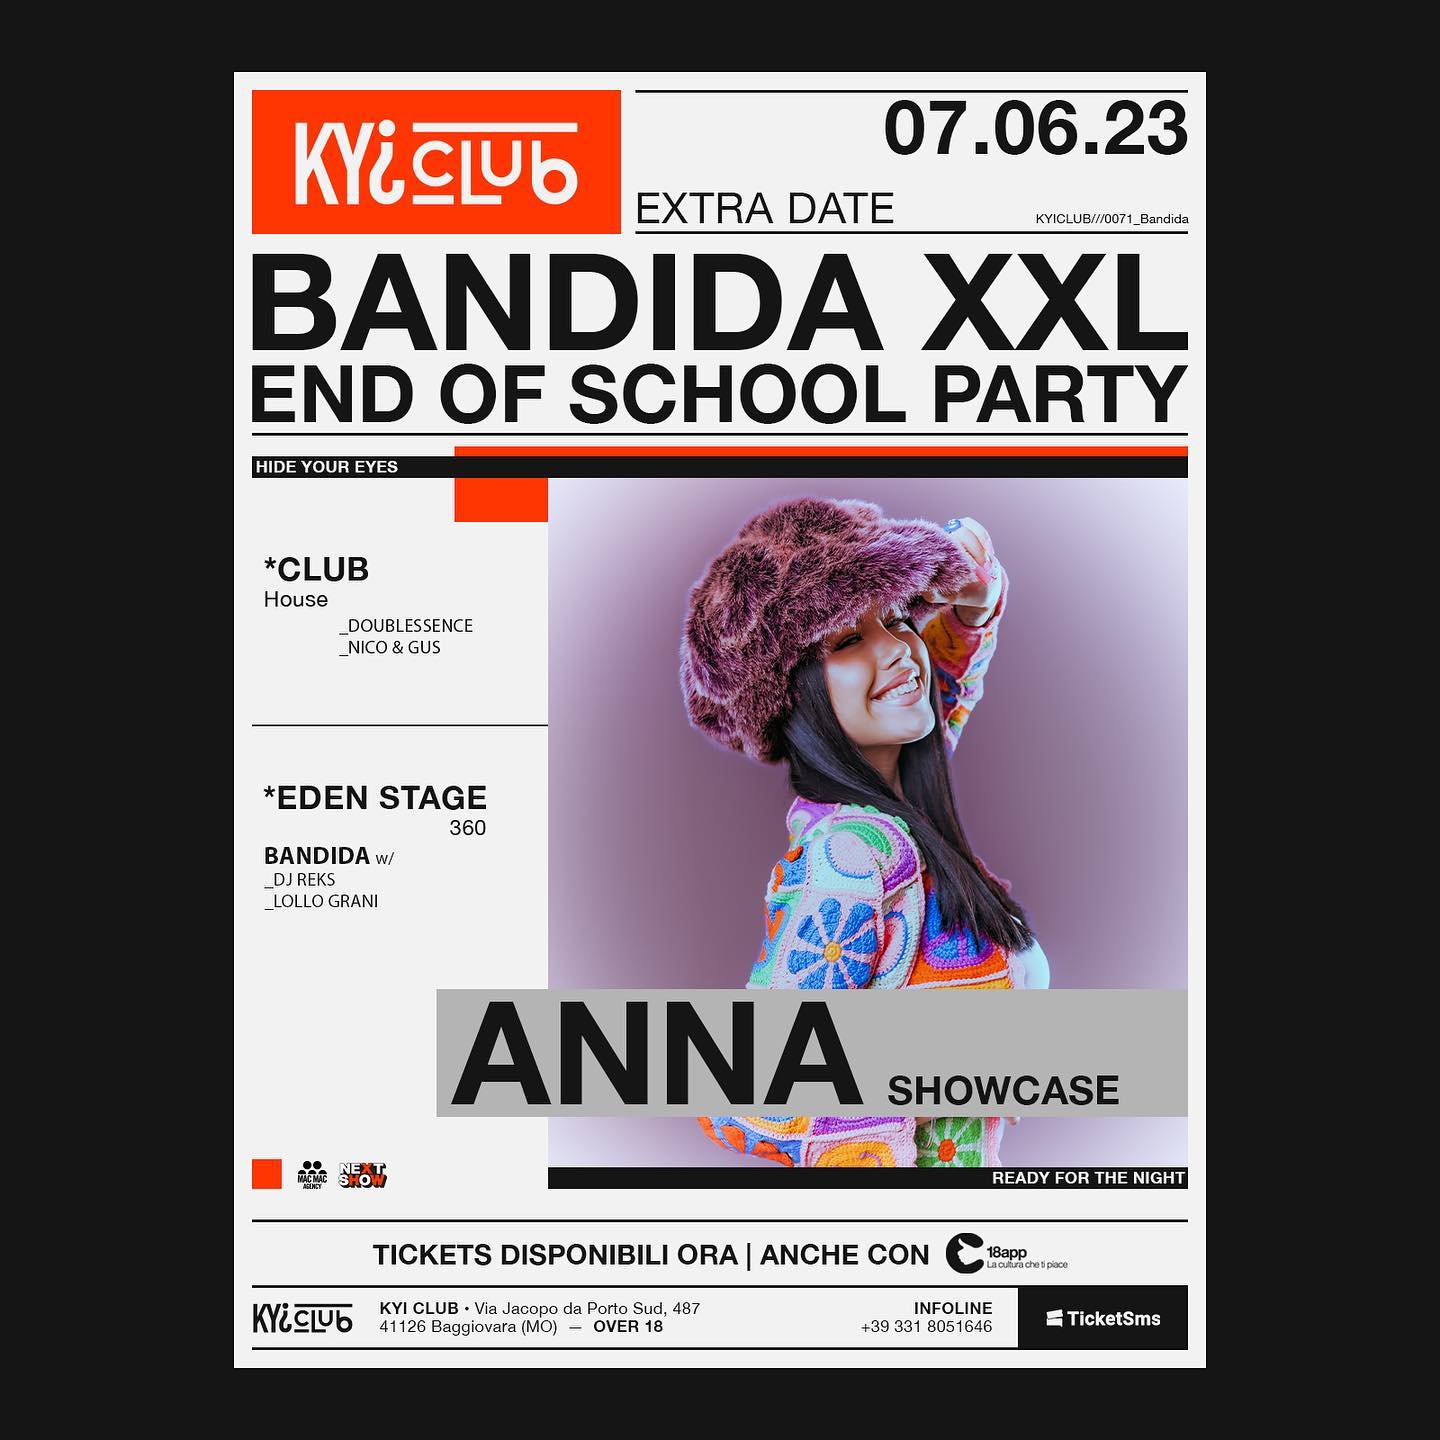 KYi CLUb
07.06.23
EXTRA DATE
KYICLUB///0071_Bandida
BANDIDA XXL
END OF SCHOOL PARTY
HIDE YOUR EYES
*CLUB
House
_DOUBLESSENCE
_NICO & GUS
*EDEN STAGE
360
BANDIDA w/
_DJ REKS
_LOLLO GRANI
ANNA SHOWCASE
MAC MAC
AGENCY
NEXT
SHOW
READY FOR THE NIGHT
TICKETS DISPONIBILI ORA | ANCHE CON
18app
La cultura che ti piace
KYi CLUb
KYI CLUB • Via Jacopo da Porto Sud, 487
41126 Baggiovara (MO) — OVER 18
INFOLINE
+39 331 8051646
TicketSms